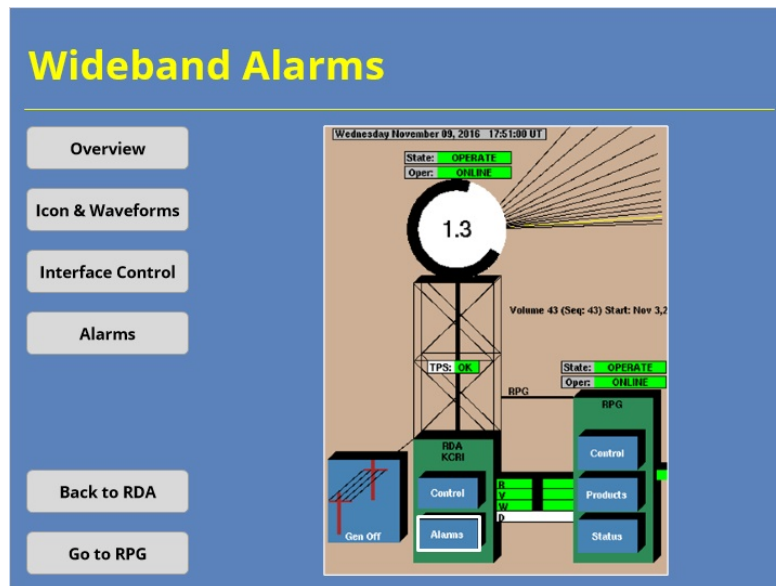 Wideband Alarms
Overview
Icon & Waveforms
Interface Control
Alarms
Back to RDA
Go to RPG
Wednesday November 09, 2016 17:51:00 UT
State: OPERATE
Oper: ONLINE
1.3
Volume 43 (Seq: 43) Start: Nov 3,2
TPS: OK
State: OPERATE
Oper: ONLINE
RPG
RPG
RDA
KCRI
Control
Control
R
V
W
D
Products
Gen Off
Alarms
Status